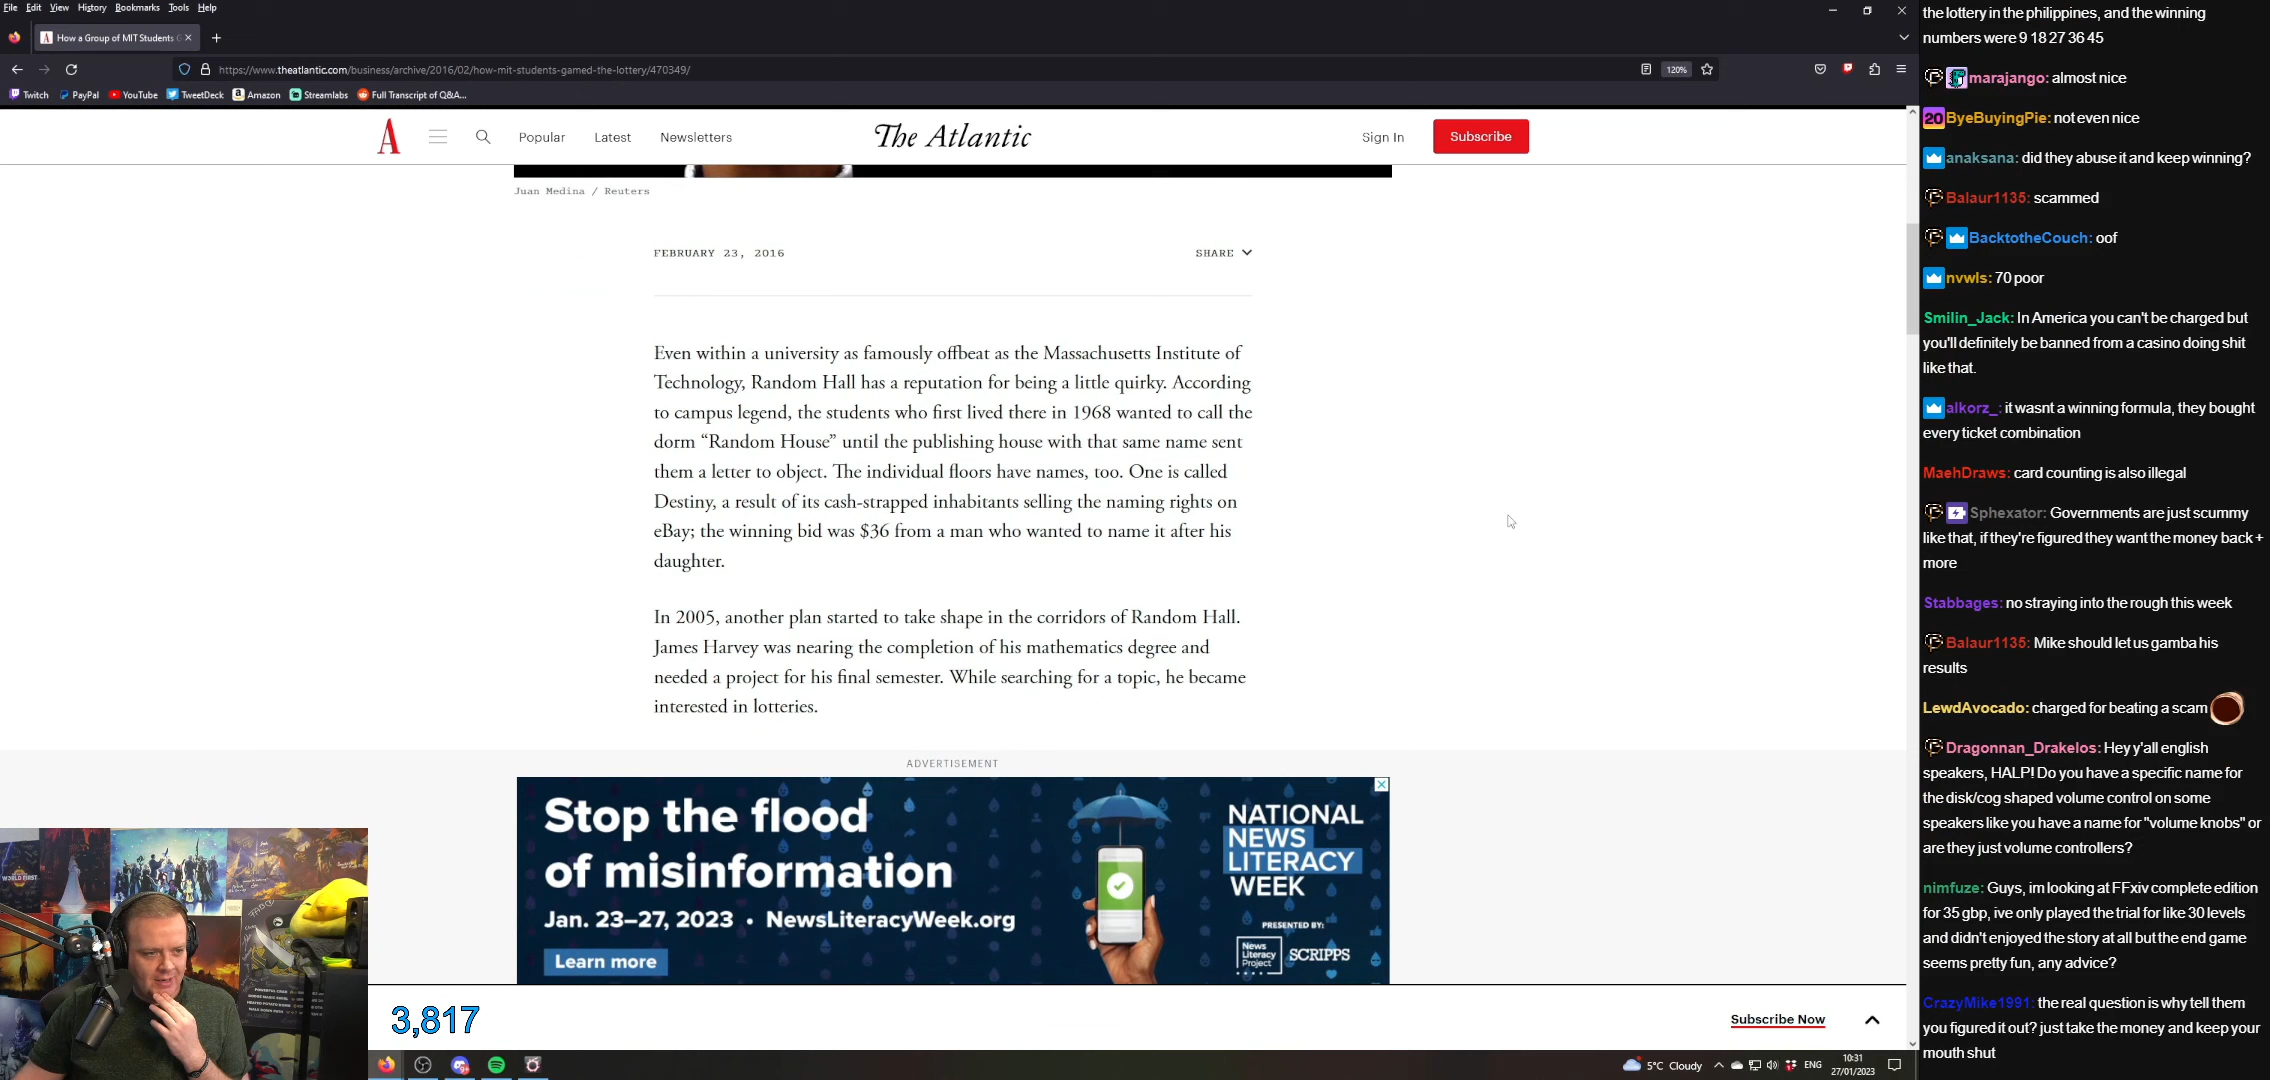 File Edit View History Bookmarks Tools Help
How a Group of MIT Students G
https://www.theatlantic.com/business/archive/2016/02/how-mit-students-gamed-the-lottery/470349/
120%
Twitch PayPal YouTube TweetDeck Amazon Streamlabs Full Transcript of Q&A...
Popular Latest Newsletters
The Atlantic
Sign In
Subscribe
Juan Medina / Reuters
FEBRUARY 23, 2016
SHARE
Even within a university as famously offbeat as the Massachusetts Institute of
Technology, Random Hall has a reputation for being a little quirky. According
to campus legend, the students who first lived there in 1968 wanted to call the
dorm “Random House” until the publishing house with that same name sent
them a letter to object. The individual floors have names, too. One is called
Destiny, a result of its cash-strapped inhabitants selling the naming rights on
eBay; the winning bid was $36 from a man who wanted to name it after his
daughter.
In 2005, another plan started to take shape in the corridors of Random Hall.
James Harvey was nearing the completion of his mathematics degree and
needed a project for his final semester. While searching for a topic, he became
interested in lotteries.
ADVERTISEMENT
Stop the flood
of misinformation
Jan. 23–27, 2023 • NewsLiteracyWeek.org
Learn more
NATIONAL
NEWS
LITERACY
WEEK
PRESENTED BY:
News
Literacy
Project
SCRIPPS
3,817
Subscribe Now
5°C Cloudy
ENG
10:31
27/01/2023
the lottery in the philippines, and the winning
numbers were 9 18 27 36 45
marajango: almost nice
20 ByeBuyingPie: not even nice
anaksana: did they abuse it and keep winning?
Balaur1135: scammed
BacktotheCouch: oof
nvwls: 70 poor
Smilin_Jack: In America you can't be charged but
you'll definitely be banned from a casino doing shit
like that.
alkorz_: it wasnt a winning formula, they bought
every ticket combination
MaehDraws: card counting is also illegal
Sphexator: Governments are just scummy
like that, if they're figured they want the money back +
more
Stabbages: no straying into the rough this week
Balaur1135: Mike should let us gamba his
results
LewdAvocado: charged for beating a scam
Dragonnan_Drakelos: Hey y'all english
speakers, HALP! Do you have a specific name for
the disk/cog shaped volume control on some
speakers like you have a name for "volume knobs" or
are they just volume controllers?
nimfuze: Guys, im looking at FFxiv complete edition
for 35 gbp, ive only played the trial for like 30 levels
and didn't enjoyed the story at all but the end game
seems pretty fun, any advice?
CrazyMike1991: the real question is why tell them
you figured it out? just take the money and keep your
mouth shut